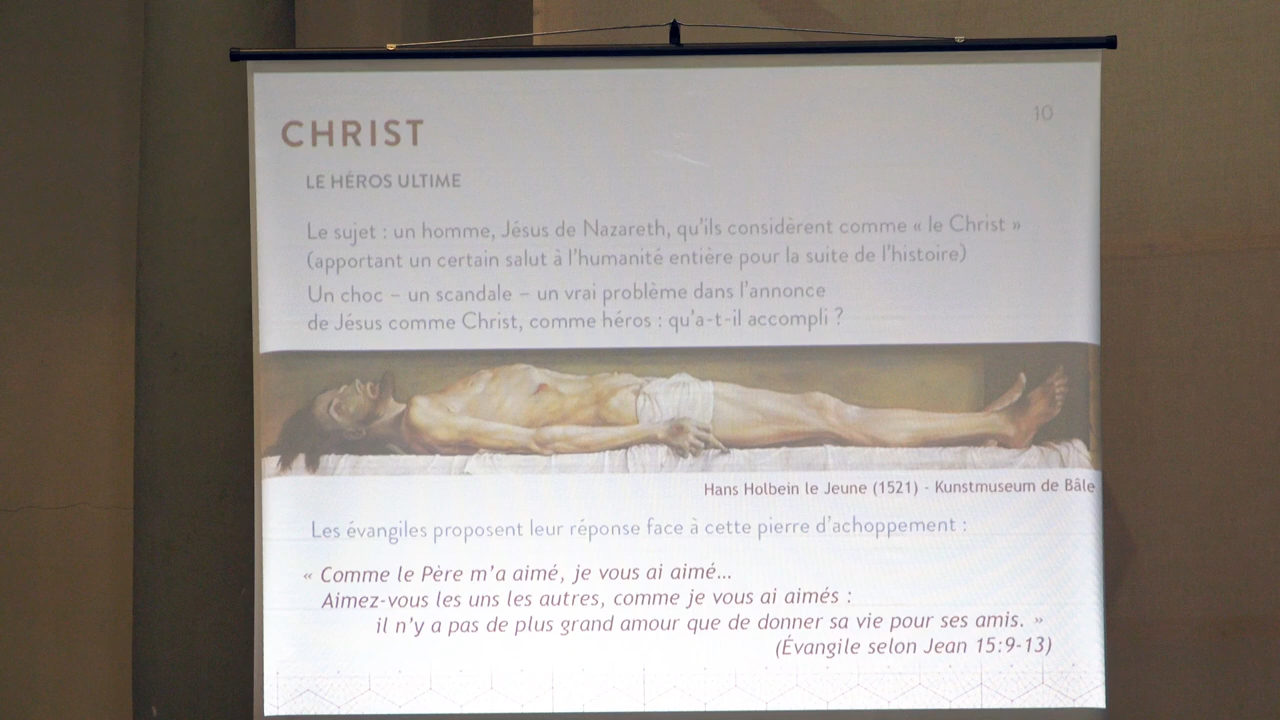 10
CHRIST
LE HÉROS ULTIME
Le sujet : un homme, Jésus de Nazareth, qu'ils considèrent comme « le Christ »
(apportant un certain salut à l'humanité entière pour la suite de l'histoire)
Un choc – un scandale – un vrai problème dans l'annonce
de Jésus comme Christ, comme héros : qu'a-t-il accompli ?
Hans Holbein le Jeune (1521) - Kunstmuseum de Bâle
Les évangiles proposent leur réponse face à cette pierre d'achoppement :
« Comme le Père m'a aimé, je vous ai aimé...
Aimez-vous les uns les autres, comme je vous ai aimés :
il n'y a pas de plus grand amour que de donner sa vie pour ses amis. »
(Évangile selon Jean 15:9-13)